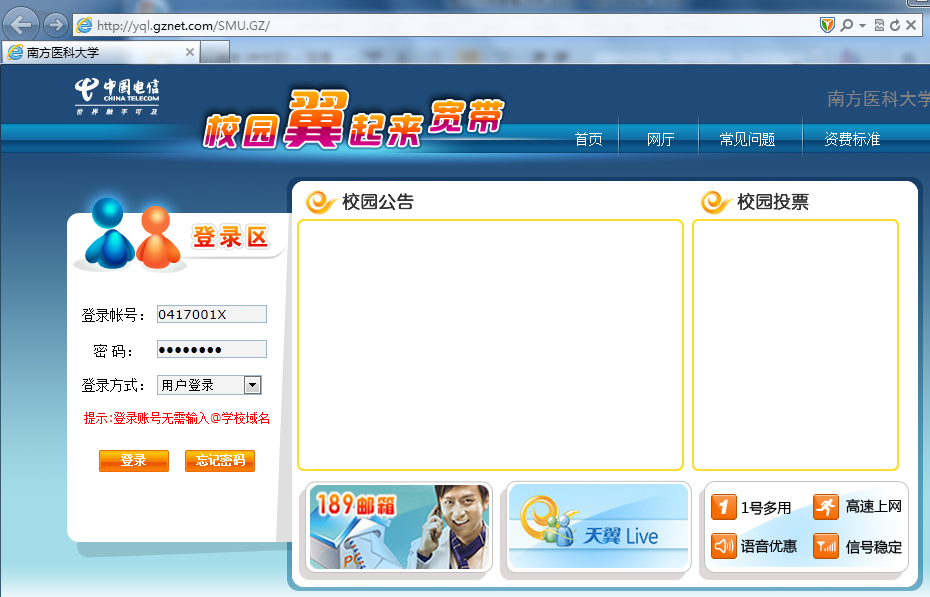 http://yql.gznet.com/SMU.GZ/
南方医科大学
中国电信
CHINA TELECOM
世界触手可及
南方医科大学
校园翼起来宽带
首页 网厅 常见问题 资费标准
登录区
校园公告
校园投票
登录帐号：
0417001X
密 码：
●●●●●●●●
登录方式：
用户登录
提示:登录账号无需输入@学校域名
登录
忘记密码
189邮箱
PC
天翼 Live
1
1号多用
高速上网
语音优惠
信号稳定